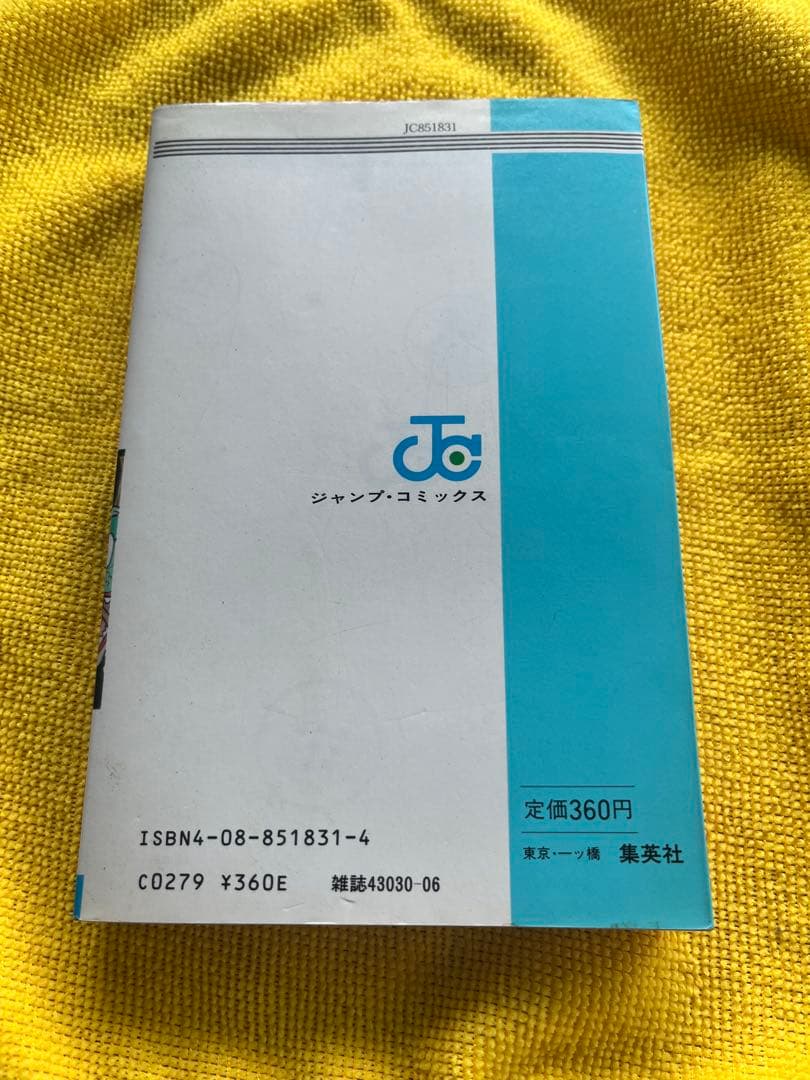 JC851831
JC
ジャンプ・コミックス
定価360円
東京・一ッ橋 集英社
ISBN4-08-851831-4
C0279 ¥360E 雑誌43030-06